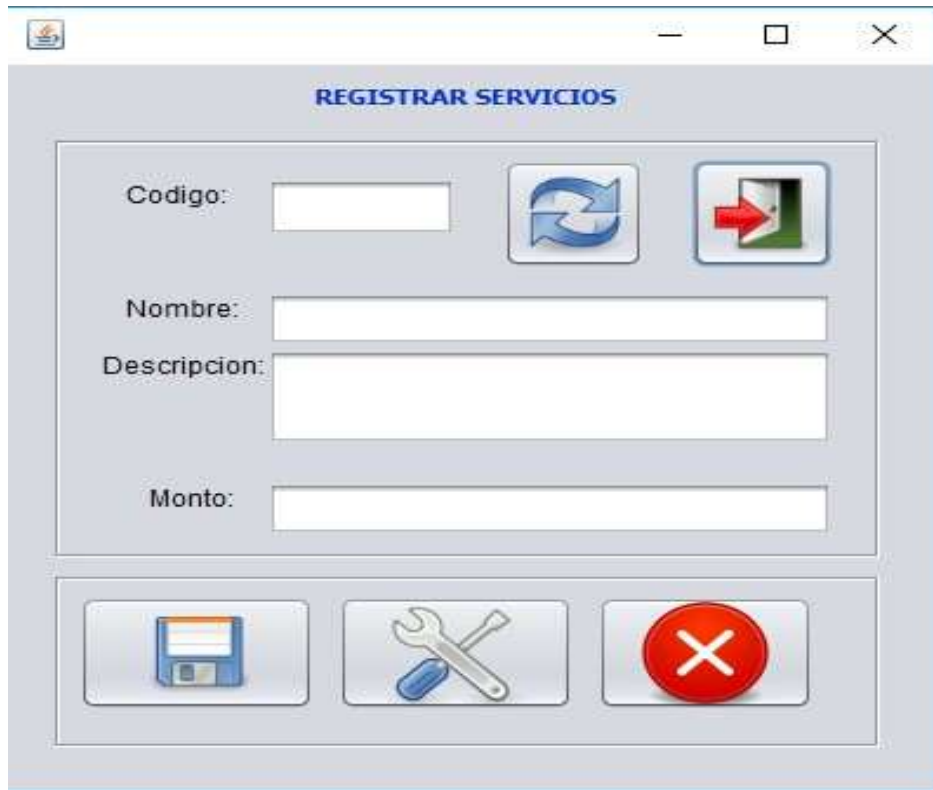 REGISTRAR SERVICIOS
Codigo:
Nombre:
Descripcion:
Monto: